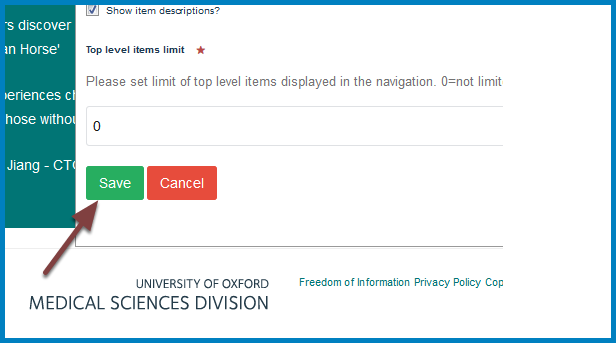 Show item descriptions?
rs discover
an Horse'
Top level items limit ★
Please set limit of top level items displayed in the navigation. 0=not limit
periences ch
hose withou
0
Jiang - CTO
Save Cancel
UNIVERSITY OF OXFORD
MEDICAL SCIENCES DIVISION
Freedom of Information Privacy Policy Cop